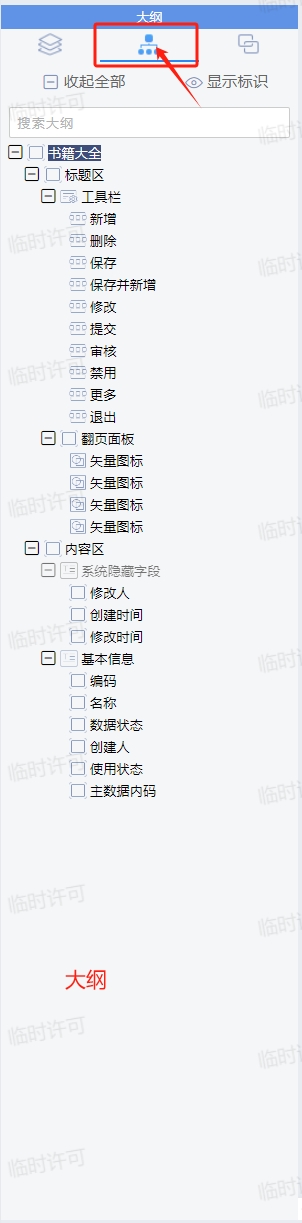 大纲
收起全部 显示标识
搜索大纲
书籍大全
标题区
工具栏
新增
删除
保存
保存并新增
修改
提交
审核
禁用
更多
退出
翻页面板
矢量图标
矢量图标
矢量图标
矢量图标
内容区
系统隐藏字段
修改人
创建时间
修改时间
基本信息
编码
名称
数据状态
创建人
使用状态
主数据内码
大纲
临时许可